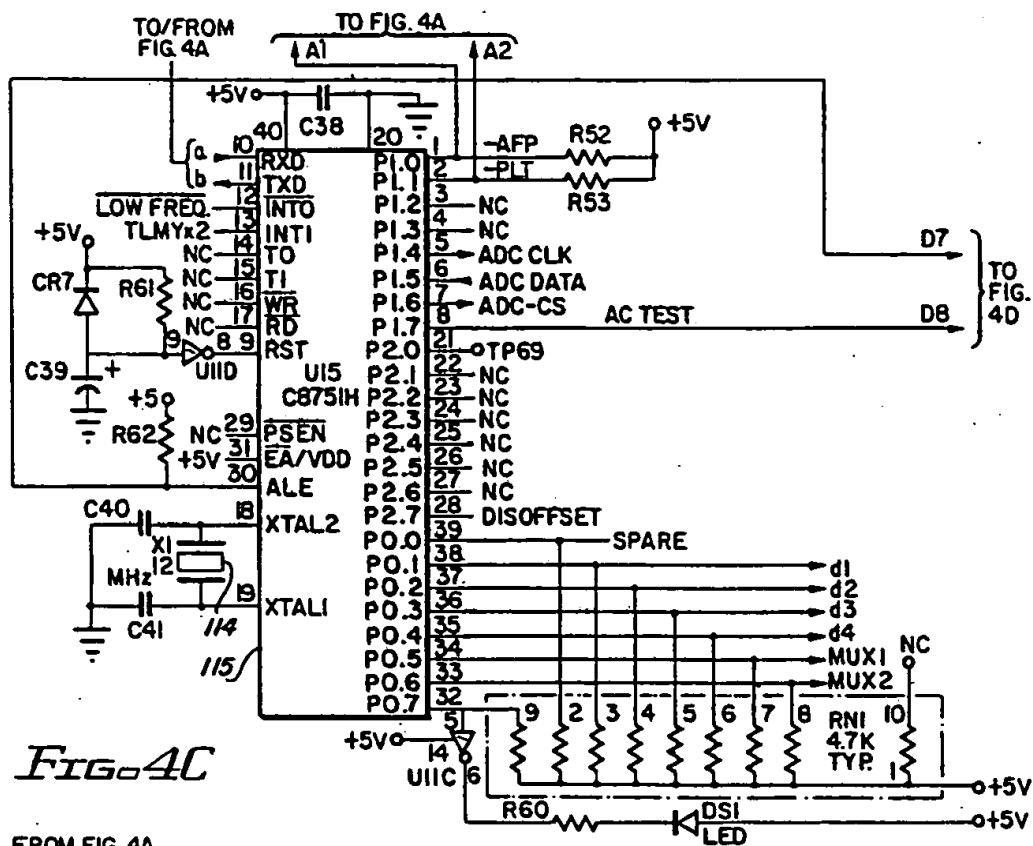 TO/FROM
FIG. 4A
TO FIG. 4A
A1
A2
+5V
C38
40
20
a
b
10
RXD
11
TXD
LOW FREQ.
12
INTO
TLMYx2
13
INT1
NC
14
TO
NC
15
T1
NC
16
WR
NC
17
RD
+5V
CR7
R61
C39
+
9
8
U11D
9
RST
U15
C8751H
+5
R62
NC
29
PSEN
+5V
31
EA/VDD
30
ALE
C40
18
XTAL2
X1
12
MHz
C41
19
XTAL1
114
115
P1.0
1
-AFP
R52
+5V
P1.1
2
-PLT
R53
P1.2
3
NC
P1.3
4
NC
P1.4
5
ADC CLK
P1.5
6
ADC DATA
P1.6
7
ADC-CS
P1.7
8
AC TEST
D7
D8
TO
FIG.
4D
P2.0
21
TP69
P2.1
22
NC
P2.2
23
NC
P2.3
24
NC
P2.4
25
NC
P2.5
26
NC
P2.6
27
NC
P2.7
28
DISOFFSET
P0.0
39
SPARE
P0.1
38
d1
P0.2
37
d2
P0.3
36
d3
P0.4
35
d4
P0.5
34
MUX1
P0.6
33
MUX2
P0.7
32
NC
+5V
5
14
6
U11C
9
2
3
4
5
6
7
8
RN1
4.7K
TYP.
10
1
+5V
R60
DS1
LED
+5V
FIG. 4C
FROM FIG. 4A